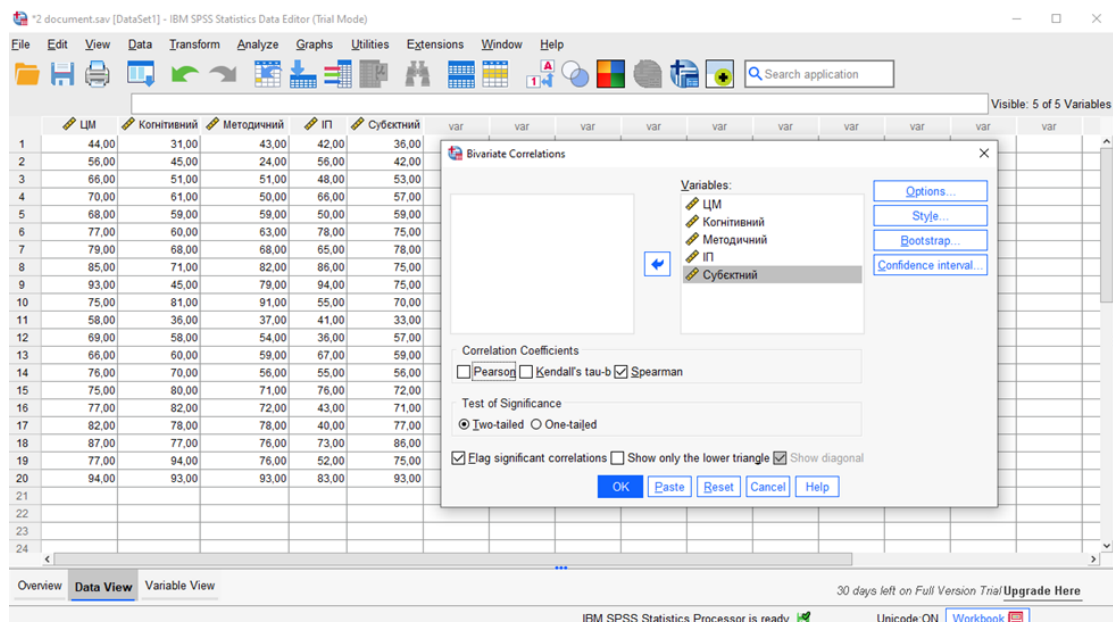 *2 document.sav [DataSet1] - IBM SPSS Statistics Data Editor (Trial Mode)
File Edit View Data Transform Analyze Graphs Utilities Extensions Window Help
Search application
Visible: 5 of 5 Variables
ЦМ Когнітивний Методичний ІП Субєктний var var var var var var var var var var
1 44,00 31,00 43,00 42,00 36,00
2 56,00 45,00 24,00 56,00 42,00
3 66,00 51,00 51,00 48,00 53,00
4 70,00 61,00 50,00 66,00 57,00
5 68,00 59,00 59,00 50,00 59,00
6 77,00 60,00 63,00 78,00 75,00
7 79,00 68,00 68,00 65,00 78,00
8 85,00 71,00 82,00 86,00 75,00
9 93,00 45,00 79,00 94,00 75,00
10 75,00 81,00 91,00 55,00 70,00
11 58,00 36,00 37,00 41,00 33,00
12 69,00 58,00 54,00 36,00 57,00
13 66,00 60,00 59,00 67,00 59,00
14 76,00 70,00 56,00 55,00 56,00
15 75,00 80,00 71,00 76,00 72,00
16 77,00 82,00 72,00 43,00 71,00
17 82,00 78,00 78,00 40,00 77,00
18 87,00 77,00 76,00 73,00 86,00
19 77,00 94,00 76,00 52,00 75,00
20 94,00 93,00 93,00 83,00 93,00
21
22
23
24
Bivariate Correlations
Variables:
ЦМ
Когнітивний
Методичний
ІП
Субєктний
Options...
Style...
Bootstrap...
Confidence interval...
Correlation Coefficients
Pearson Kendall's tau-b Spearman
Test of Significance
Two-tailed One-tailed
Flag significant correlations Show only the lower triangle Show diagonal
OK Paste Reset Cancel Help
Overview Data View Variable View
30 days left on Full Version Trial Upgrade Here
IBM SPSS Statistics Processor is ready Unicode:ON Workbook